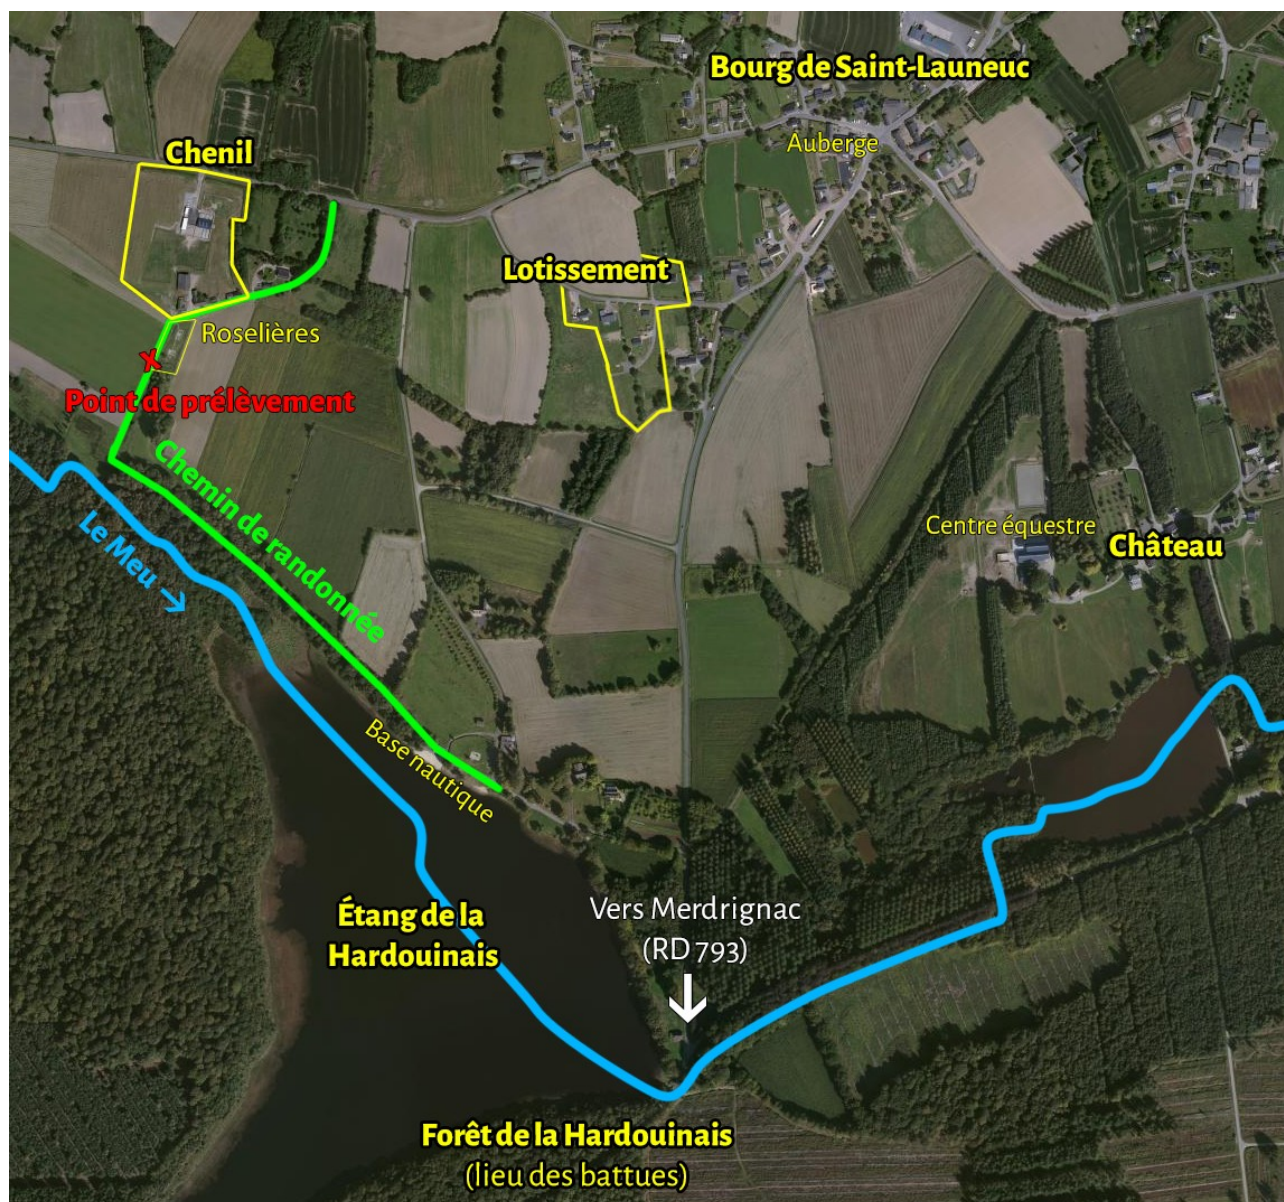 Bourg de Saint-Launeuc
Auberge
Chenil
Lotissement
Roselières
Point de prélèvement
Chemin de randonnée
Le Meu →
Centre équestre
Château
Base nautique
Étang de la
Hardouinais
Vers Merdrignac
(RD 793)
Forêt de la Hardouinais
(lieu des battues)